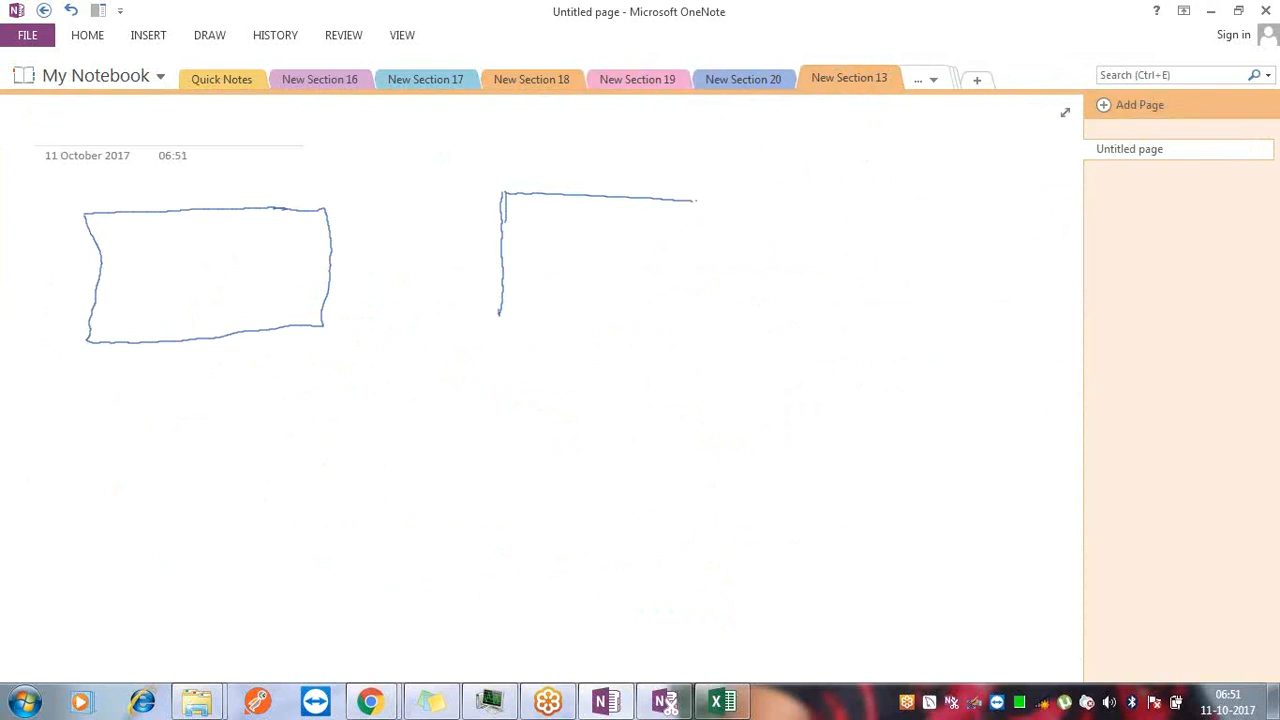 Untitled page - Microsoft OneNote
FILE HOME INSERT DRAW HISTORY REVIEW VIEW
Sign in
My Notebook Quick Notes New Section 16 New Section 17 New Section 18 New Section 19 New Section 20 New Section 13 ... Search (Ctrl+E)
Add Page
11 October 2017 06:51
Untitled page
06:51
11-10-2017